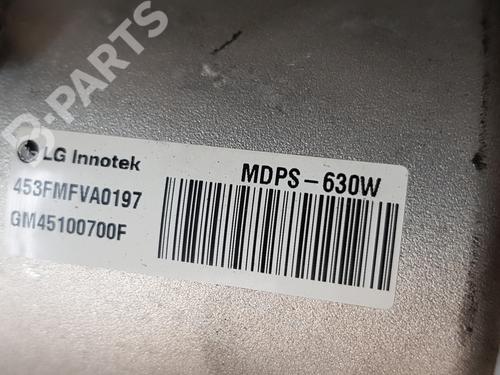 B-PARTS
LG Innotek
MDPS-630W
453FMFVA0197
GM45100700F